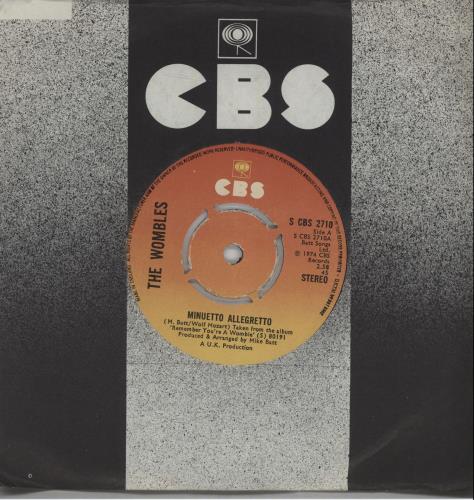 CBS
CBS
THE WOMBLES
S CBS 2710
Side A
S CBS 2710A
Batt Songs
Ltd.
℗ 1974 CBS
Records
2.58
45
STEREO
MINUETTO ALLEGRETTO
(M. Batt/Wolf Mozart) Taken from the album
"Remember You're A Womble" (S) 80191
Produced & Arranged by Mike Batt
A U.K. Production